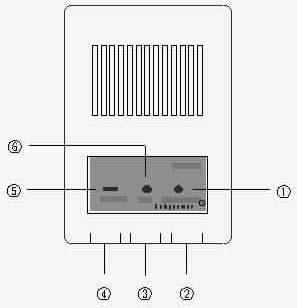 ⑥
⑤ ①
④ ③ ②